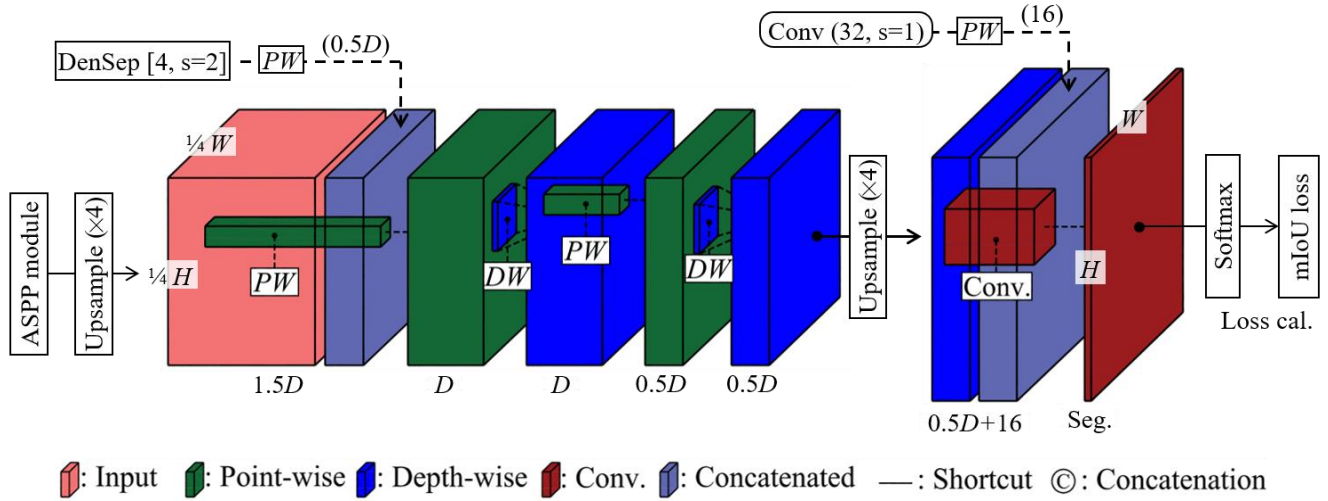 DenSep [4, s=2]
PW
(0.5D)
Conv (32, s=1)
PW
(16)
¼ W
W
ASPP module
Upsample (×4)
¼ H
PW
DW
PW
DW
Upsample (×4)
Conv.
H
Softmax
mIoU loss
Loss cal.
1.5D
D
D
0.5D
0.5D
0.5D+16
Seg.
: Input : Point-wise : Depth-wise : Conv. : Concatenated : Shortcut ©: Concatenation